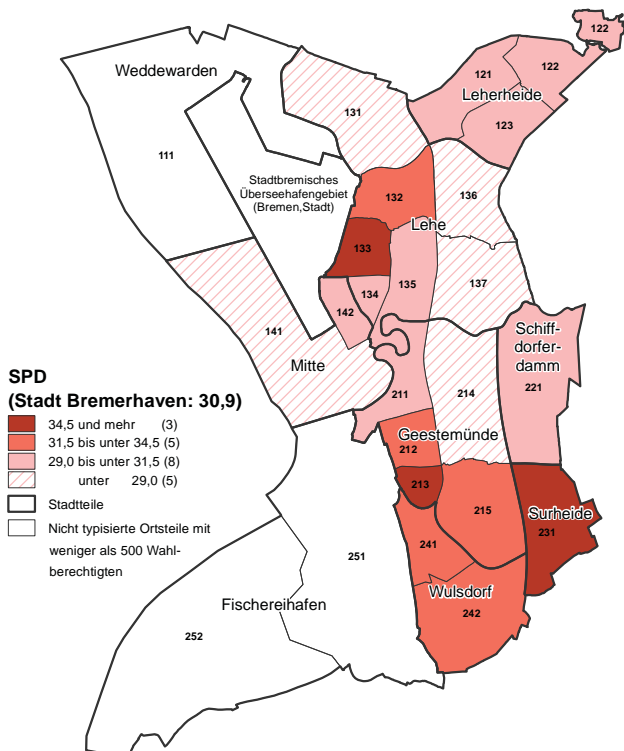 122
Weddewarden
121
122
Leherheide
131
123
111
Stadtbremisches
Überseehafengebiet
(Bremen,Stadt)
132
136
Lehe
133
137
135
134
142
141
Mitte
Schiff-
dorfer-
damm
221
211
214
SPD
(Stadt Bremerhaven: 30,9)
34,5 und mehr (3)
31,5 bis unter 34,5 (5)
29,0 bis unter 31,5 (8)
unter 29,0 (5)
Stadtteile
Nicht typisierte Ortsteile mit
weniger als 500 Wahl-
berechtigten
Geestemünde
212
213
215
Surheide
231
241
251
Wulsdorf
242
Fischereihafen
252